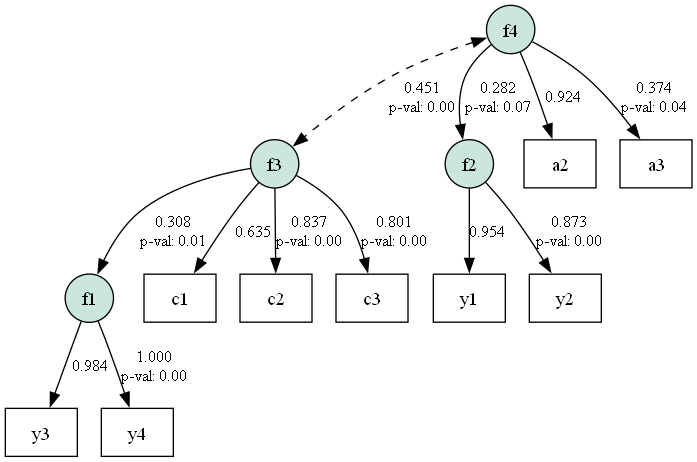 f4
0.451
p-val: 0.00
0.282
p-val: 0.07
0.924
0.374
p-val: 0.04
f3
f2
a2
a3
0.308
p-val: 0.01
0.635
0.837
p-val: 0.00
0.801
p-val: 0.00
0.954
0.873
p-val: 0.00
f1
c1
c2
c3
y1
y2
0.984
1.000
p-val: 0.00
y3
y4